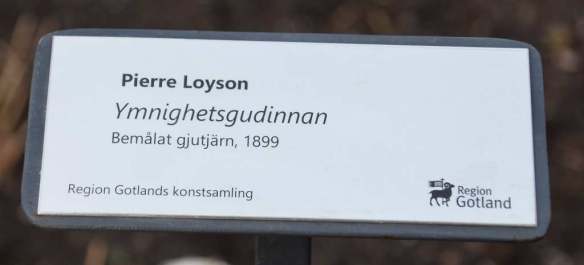 Pierre Loyson
Ymnighetsgudinnan
Bemålat gjutjärn, 1899
Region Gotlands konstsamling
Region
Gotland